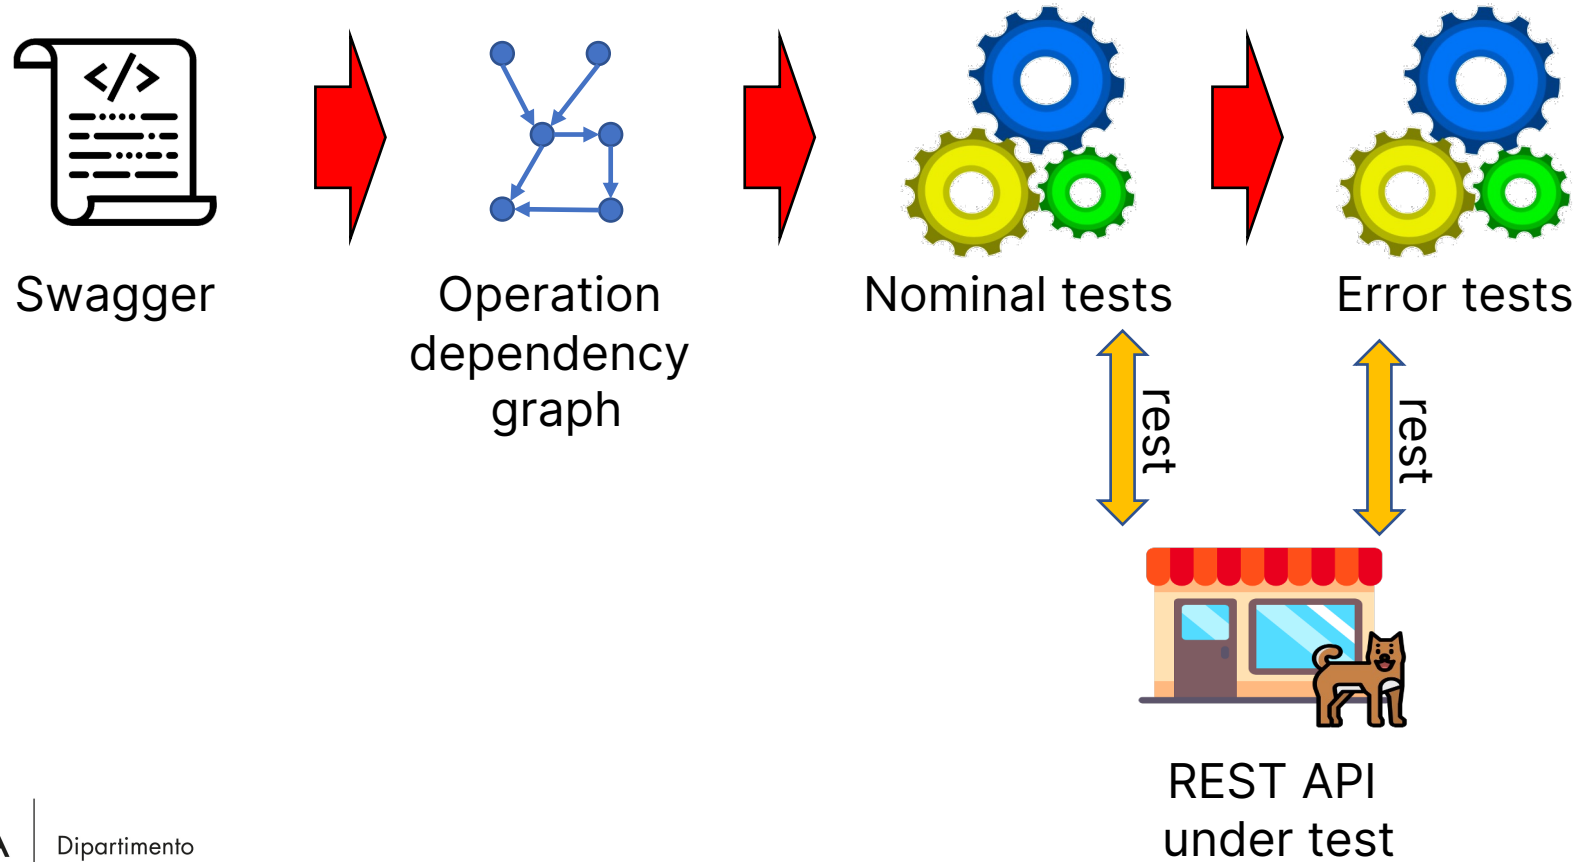 </>
Swagger
Operation
dependency
graph
Nominal tests
Error tests
rest
rest
REST API
under test
A
Dipartimento